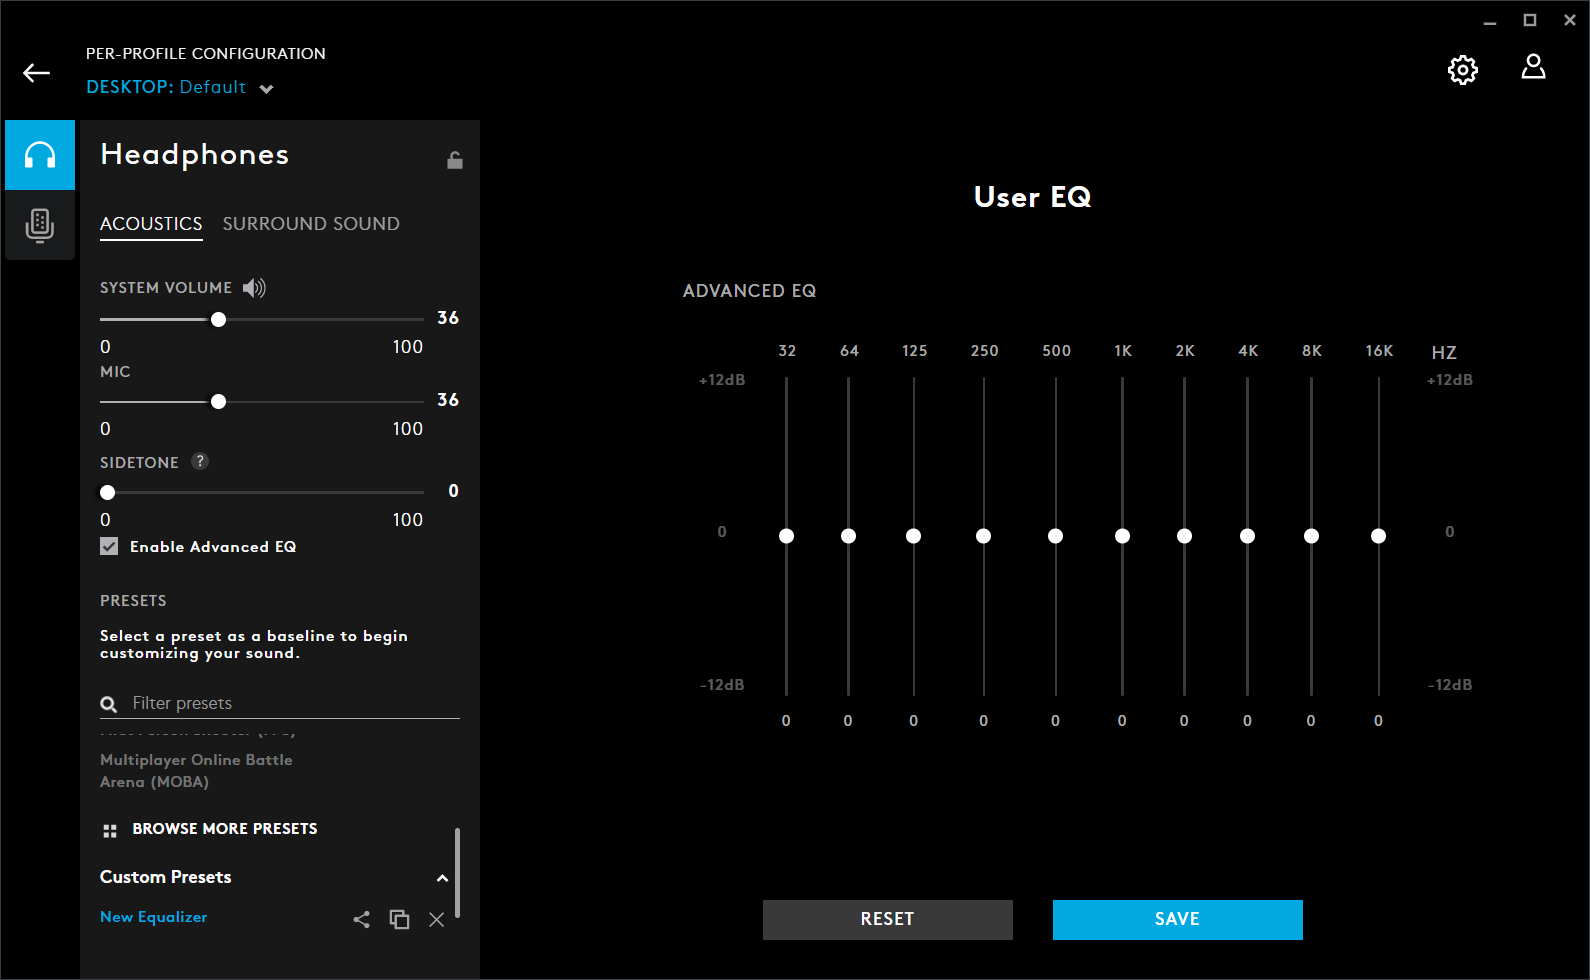 PER-PROFILE CONFIGURATION
DESKTOP: Default
Headphones
ACOUSTICS SURROUND SOUND
SYSTEM VOLUME
36
0 100
MIC
36
0 100
SIDETONE ?
0
0 100
Enable Advanced EQ
PRESETS
Select a preset as a baseline to begin
customizing your sound.
Filter presets
Multiplayer Online Battle
Arena (MOBA)
BROWSE MORE PRESETS
Custom Presets
New Equalizer
User EQ
ADVANCED EQ
32 64 125 250 500 1K 2K 4K 8K 16K HZ
+12dB +12dB
0 0
-12dB -12dB
0 0 0 0 0 0 0 0 0 0
RESET SAVE